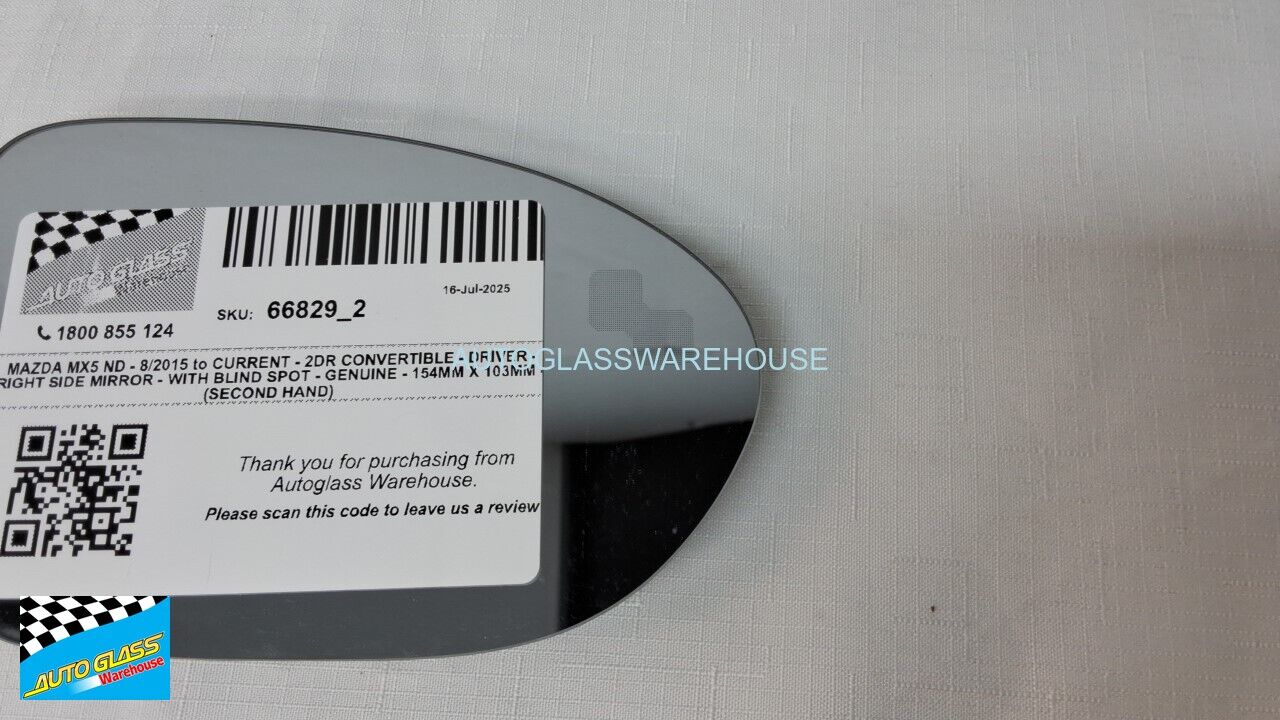 AUTO GLASS
Warehouse
16-Jul-2025
SKU: 66829_2
1800 855 124
MAZDA MX5 ND - 8/2015 to CURRENT - 2DR CONVERTIBLE - DRIVER -
RIGHT SIDE MIRROR - WITH BLIND SPOT - GENUINE - 154MM X 103MM -
(SECOND HAND)
AUTOGLASSWAREHOUSE
Thank you for purchasing from
Autoglass Warehouse.
Please scan this code to leave us a review
AUTO GLASS
Warehouse